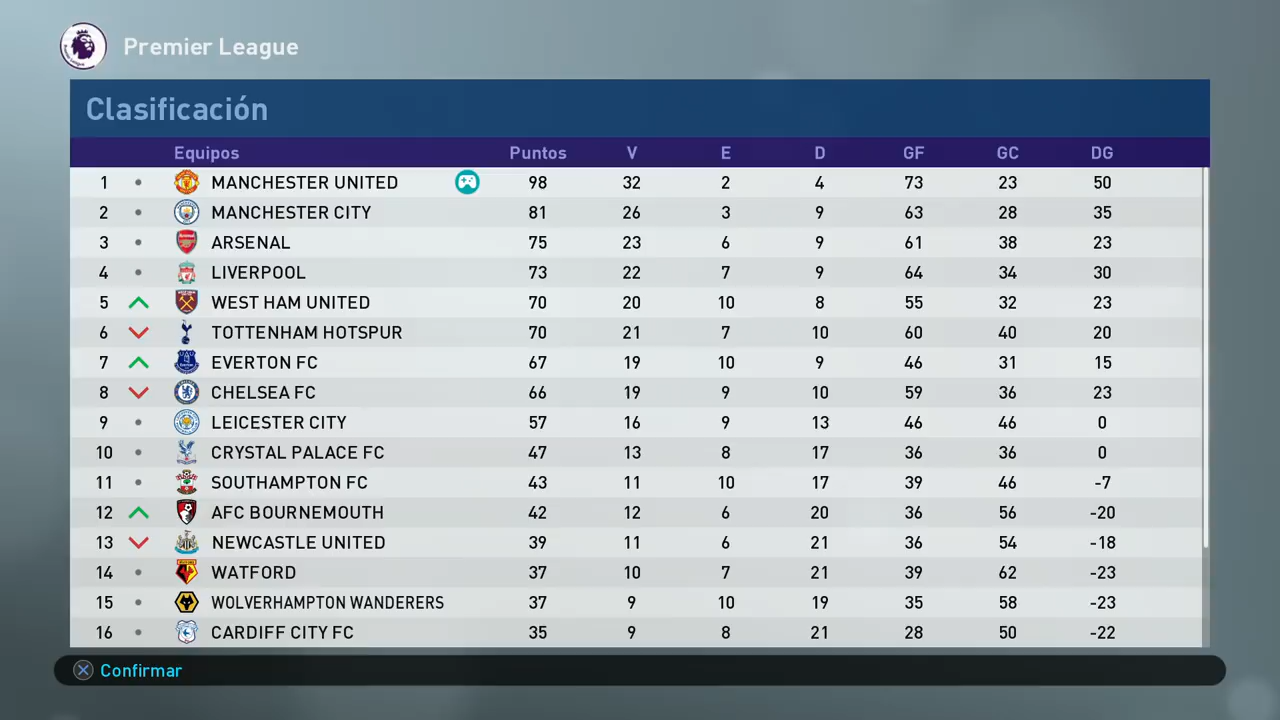 Premier League
Clasificación
Equipos Puntos V E D GF GC DG
1 MANCHESTER UNITED 98 32 2 4 73 23 50
2 MANCHESTER CITY 81 26 3 9 63 28 35
3 ARSENAL 75 23 6 9 61 38 23
4 LIVERPOOL 73 22 7 9 64 34 30
5 WEST HAM UNITED 70 20 10 8 55 32 23
6 TOTTENHAM HOTSPUR 70 21 7 10 60 40 20
7 EVERTON FC 67 19 10 9 46 31 15
8 CHELSEA FC 66 19 9 10 59 36 23
9 LEICESTER CITY 57 16 9 13 46 46 0
10 CRYSTAL PALACE FC 47 13 8 17 36 36 0
11 SOUTHAMPTON FC 43 11 10 17 39 46 -7
12 AFC BOURNEMOUTH 42 12 6 20 36 56 -20
13 NEWCASTLE UNITED 39 11 6 21 36 54 -18
14 WATFORD 37 10 7 21 39 62 -23
15 WOLVERHAMPTON WANDERERS 37 9 10 19 35 58 -23
16 CARDIFF CITY FC 35 9 8 21 28 50 -22
Confirmar